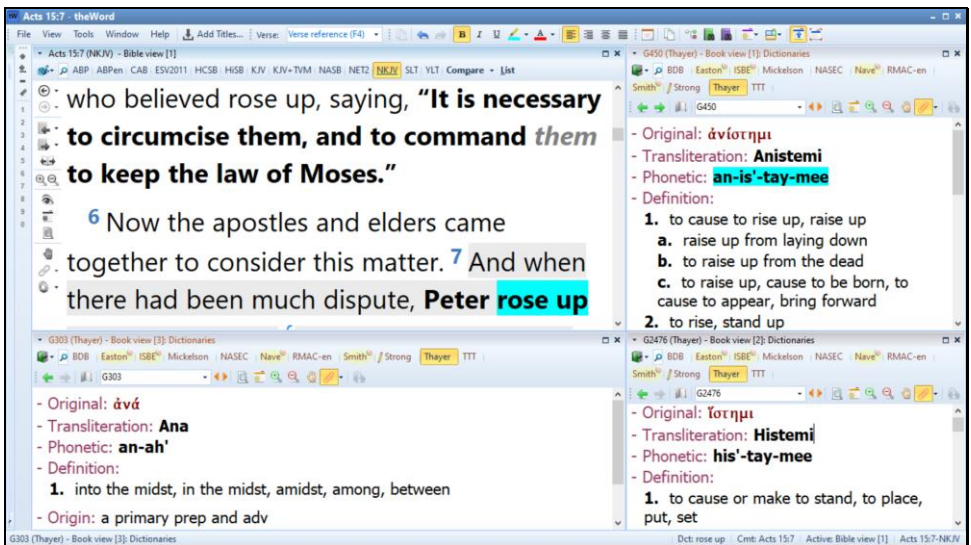 Acts 15:7 - theWord
File View Tools Window Help Add Titles... Verse: Verse reference (F4) B I U A
Acts 15:7 (NKJV) - Bible view [1]
ABP ABPen CAB ESV2011 HCSB HiSB KJV KJV+TVM NASB NET2 NKJV SLT YLT Compare List
who believed rose up, saying, “It is necessary
to circumcise them, and to command them
to keep the law of Moses.”
6 Now the apostles and elders came
together to consider this matter. 7 And when
there had been much dispute, Peter rose up
G450 (Thayer) - Book view [1]: Dictionaries
BDB Easton ISBE Mickelson NASEC Nave RMAC-en
Smith Strong Thayer TTT
G450
- Original: ἀνίστημι
- Transliteration: Anistemi
- Phonetic: an-is'-tay-mee
- Definition:
1. to cause to rise up, raise up
a. raise up from laying down
b. to raise up from the dead
c. to raise up, cause to be born, to
cause to appear, bring forward
2. to rise, stand up
G303 (Thayer) - Book view [3]: Dictionaries
BDB Easton ISBE Mickelson NASEC Nave RMAC-en Smith Strong Thayer TTT
G303
- Original: ἀνά
- Transliteration: Ana
- Phonetic: an-ah'
- Definition:
1. into the midst, in the midst, amidst, among, between
- Origin: a primary prep and adv
G2476 (Thayer) - Book view [2]: Dictionaries
BDB Easton ISBE Mickelson NASEC Nave RMAC-en
Smith Strong Thayer TTT
G2476
- Original: ἵστημι
- Transliteration: Histemi
- Phonetic: his'-tay-mee
- Definition:
1. to cause or make to stand, to place,
put, set
G303 (Thayer) - Book view [3]: Dictionaries Dct: rose up Cmt: Acts 15:7 Active: Bible view [1] Acts 15:7-NKJV